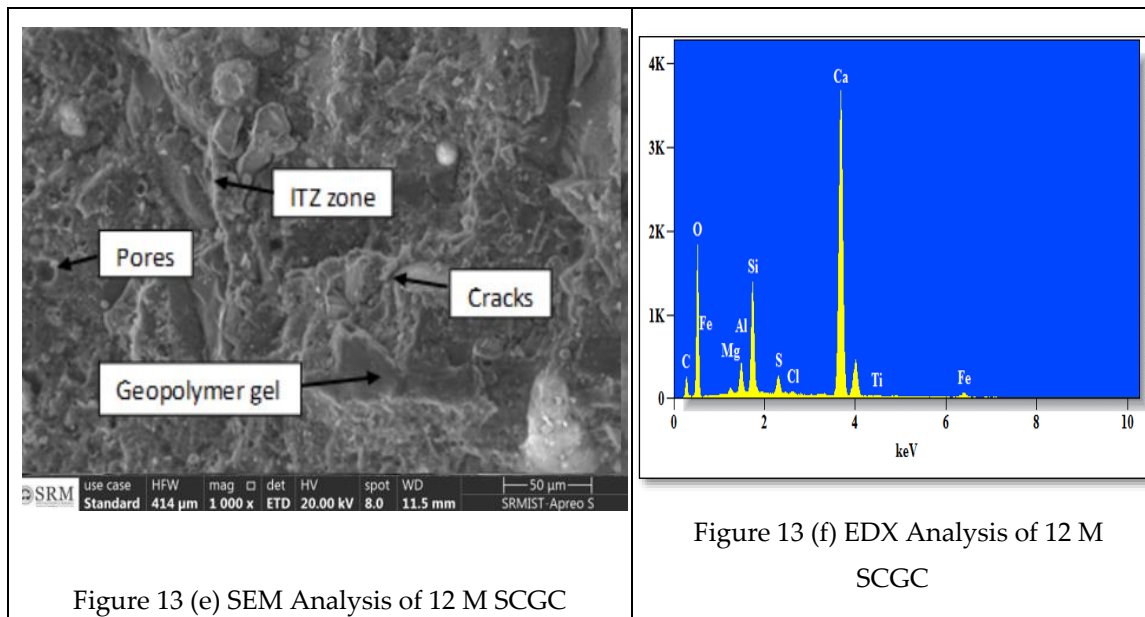 ITZ zone
Pores
Cracks
Geopolymer gel
SRM
use case HFW mag det HV spot WD
50 µm
Standard 414 µm 1 000 x ETD 20.00 kV 8.0 11.5 mm
SRMIST-Apreo S
Figure 13 (e) SEM Analysis of 12 M SCGC
4K
Ca
3K
O
2K
Si
Fe
1K
Al
Mg
C
S
Cl
Ti
Fe
0
0 2 4 6 8 10
keV
Figure 13 (f) EDX Analysis of 12 M
SCGC